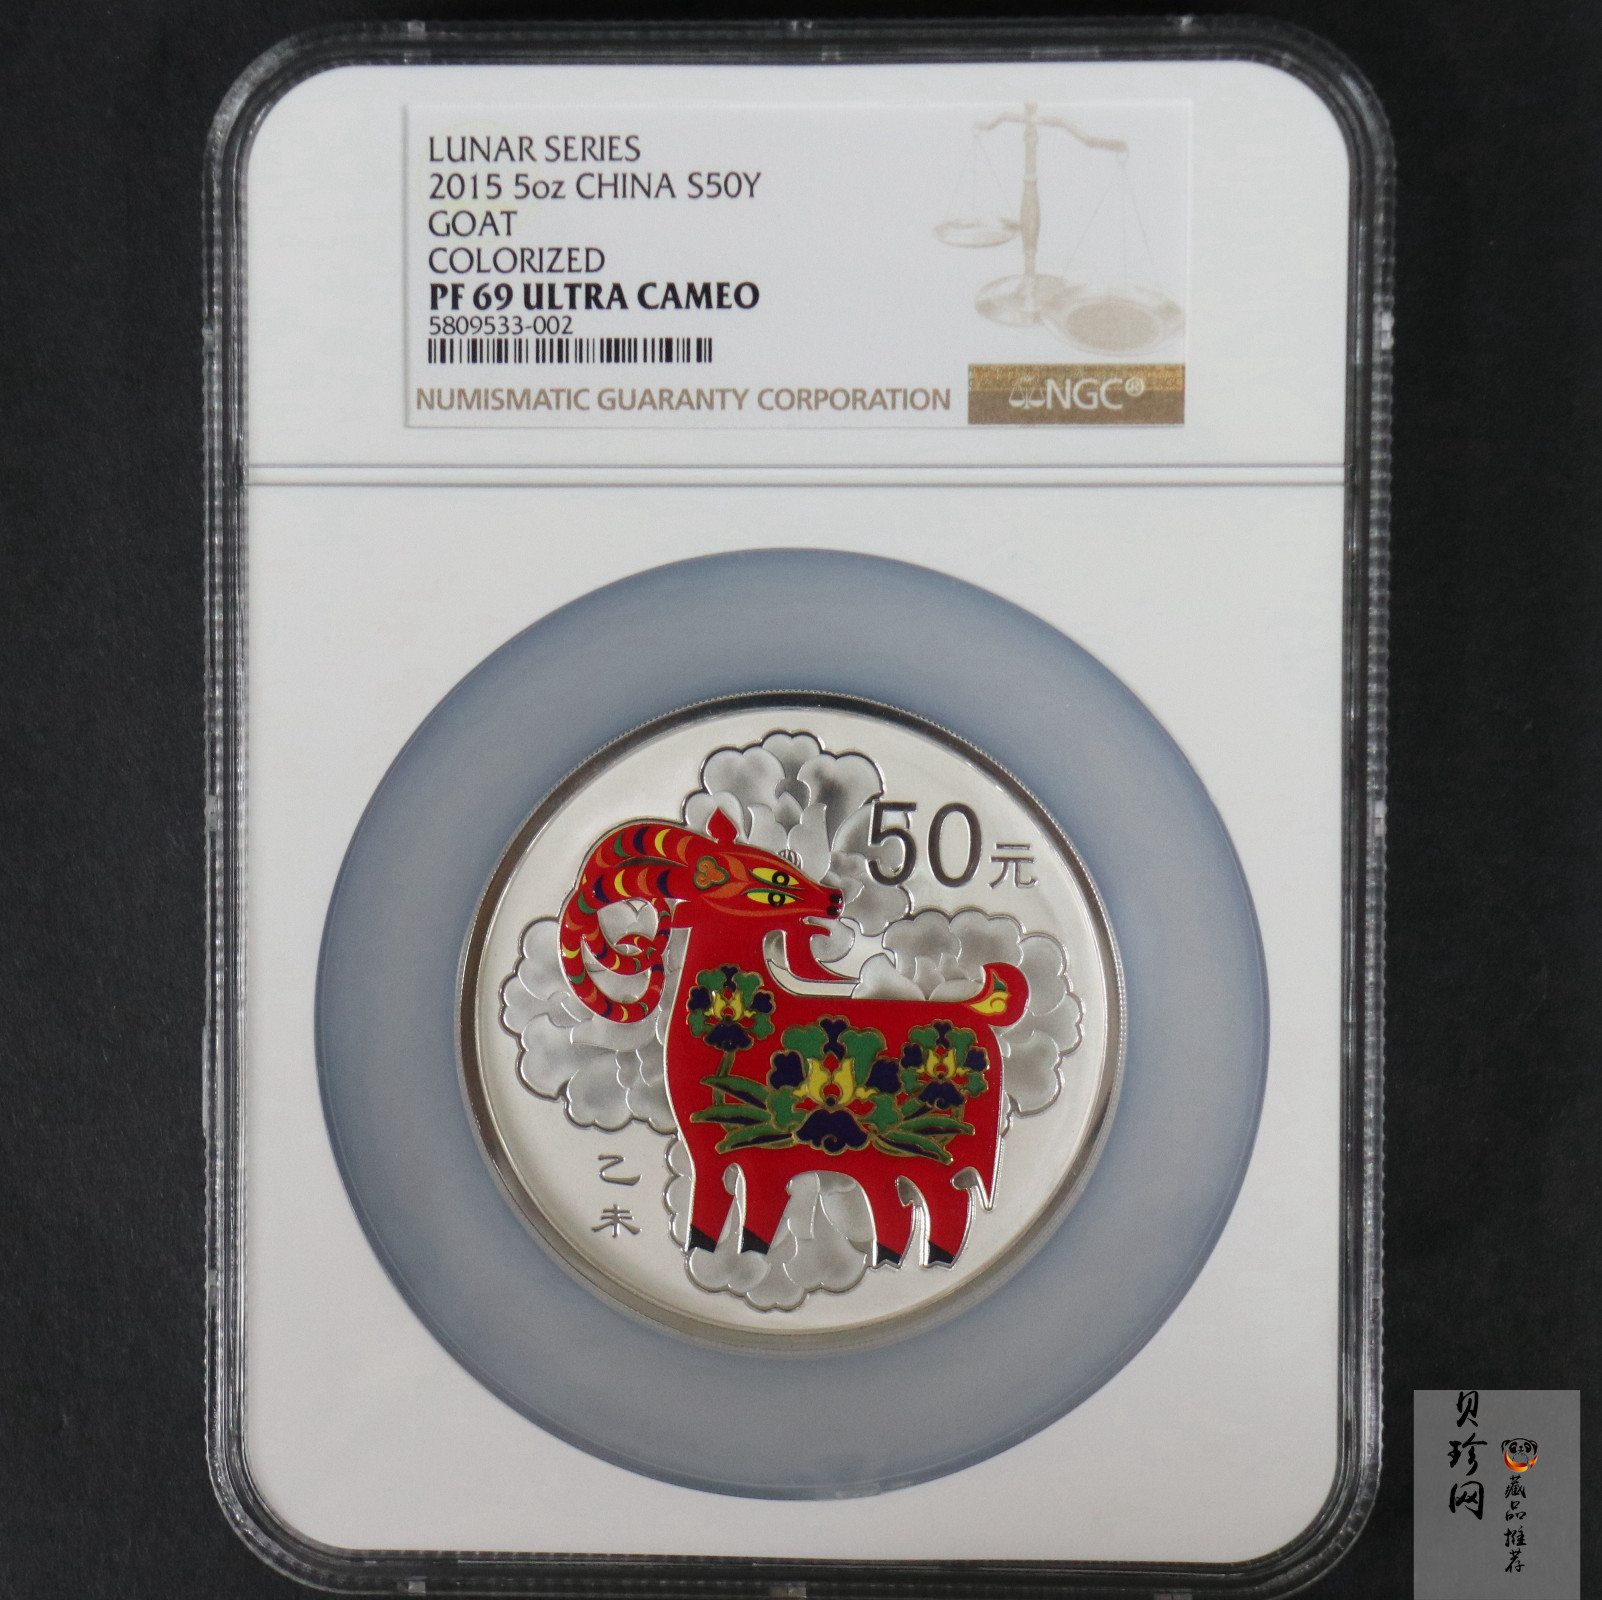 LUNAR SERIES
2015 5oz CHINA S50Y
GOAT
COLORIZED
PF 69 ULTRA CAMEO
5809533-002
NUMISMATIC GUARANTY CORPORATION
NGC®
50元
乙未
贝珍网
藏品推荐